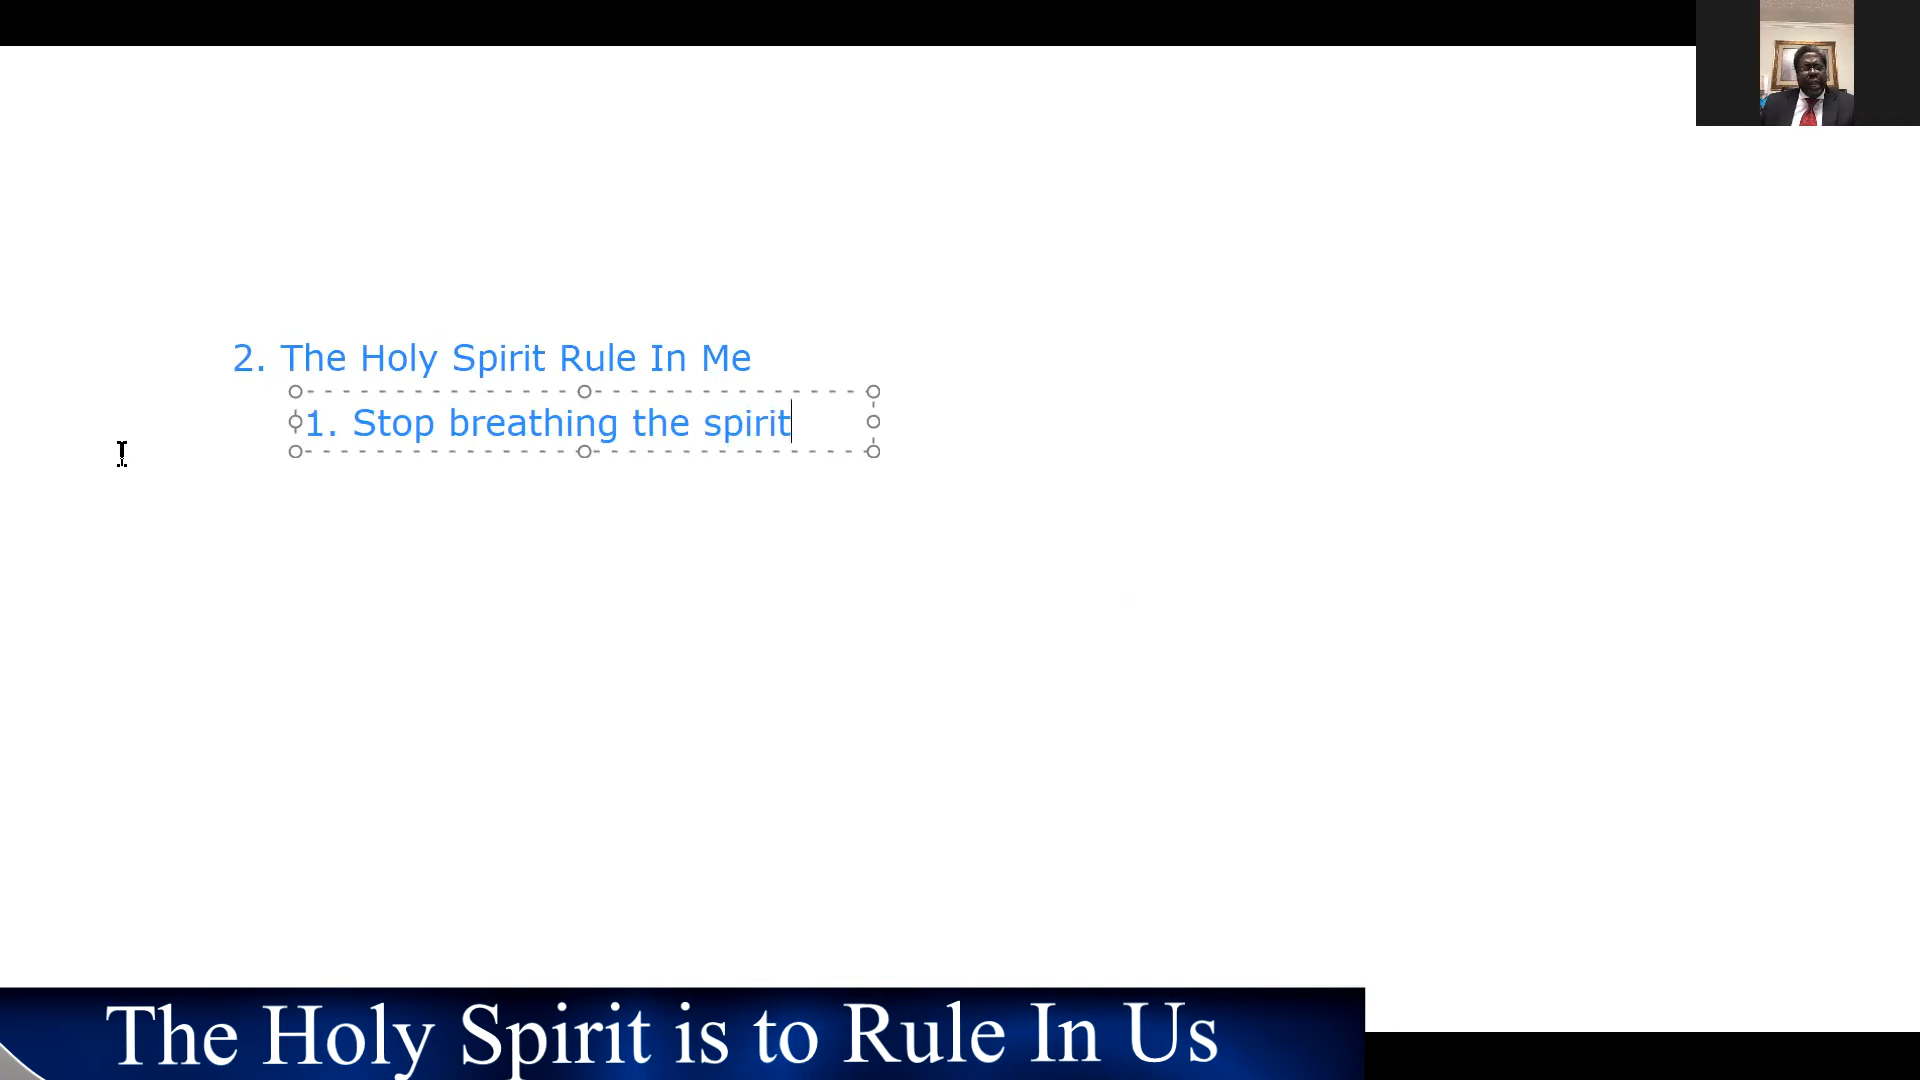 2. The Holy Spirit Rule In Me
1. Stop breathing the spirit
The Holy Spirit is to Rule In Us